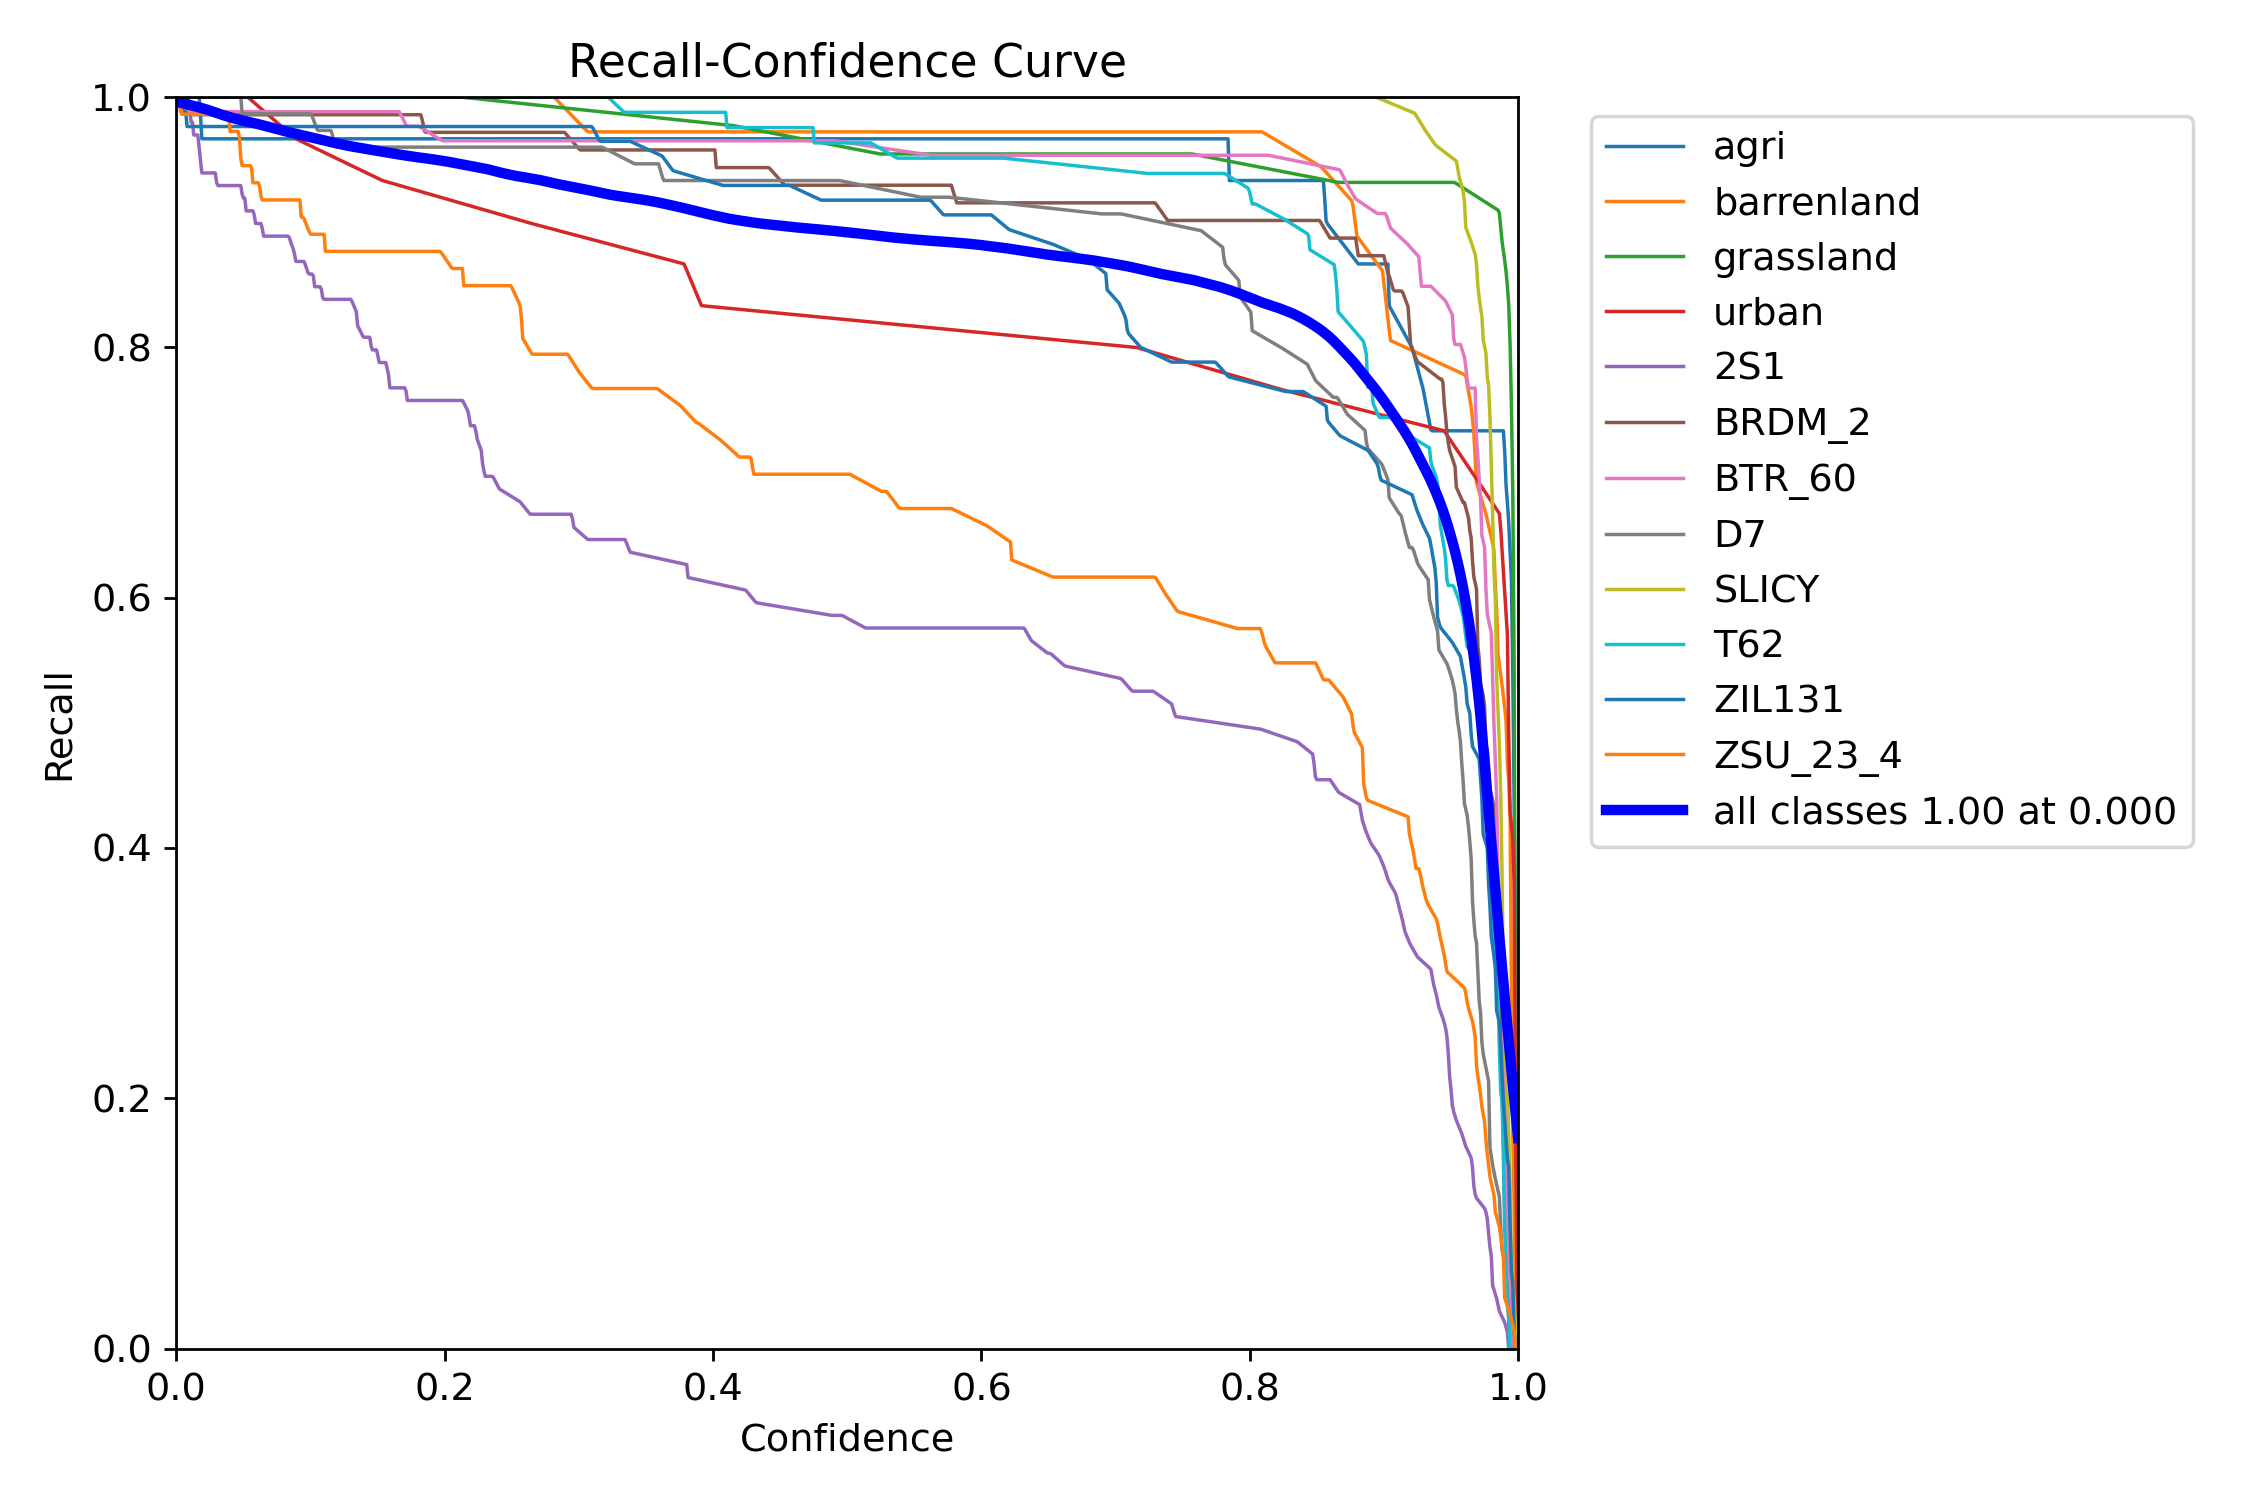 Recall-Confidence Curve
1.0
0.8
0.6
0.4
0.2
0.0
Recall
0.0 0.2 0.4 0.6 0.8 1.0
Confidence
agri
barrenland
grassland
urban
2S1
BRDM_2
BTR_60
D7
SLICY
T62
ZIL131
ZSU_23_4
all classes 1.00 at 0.000